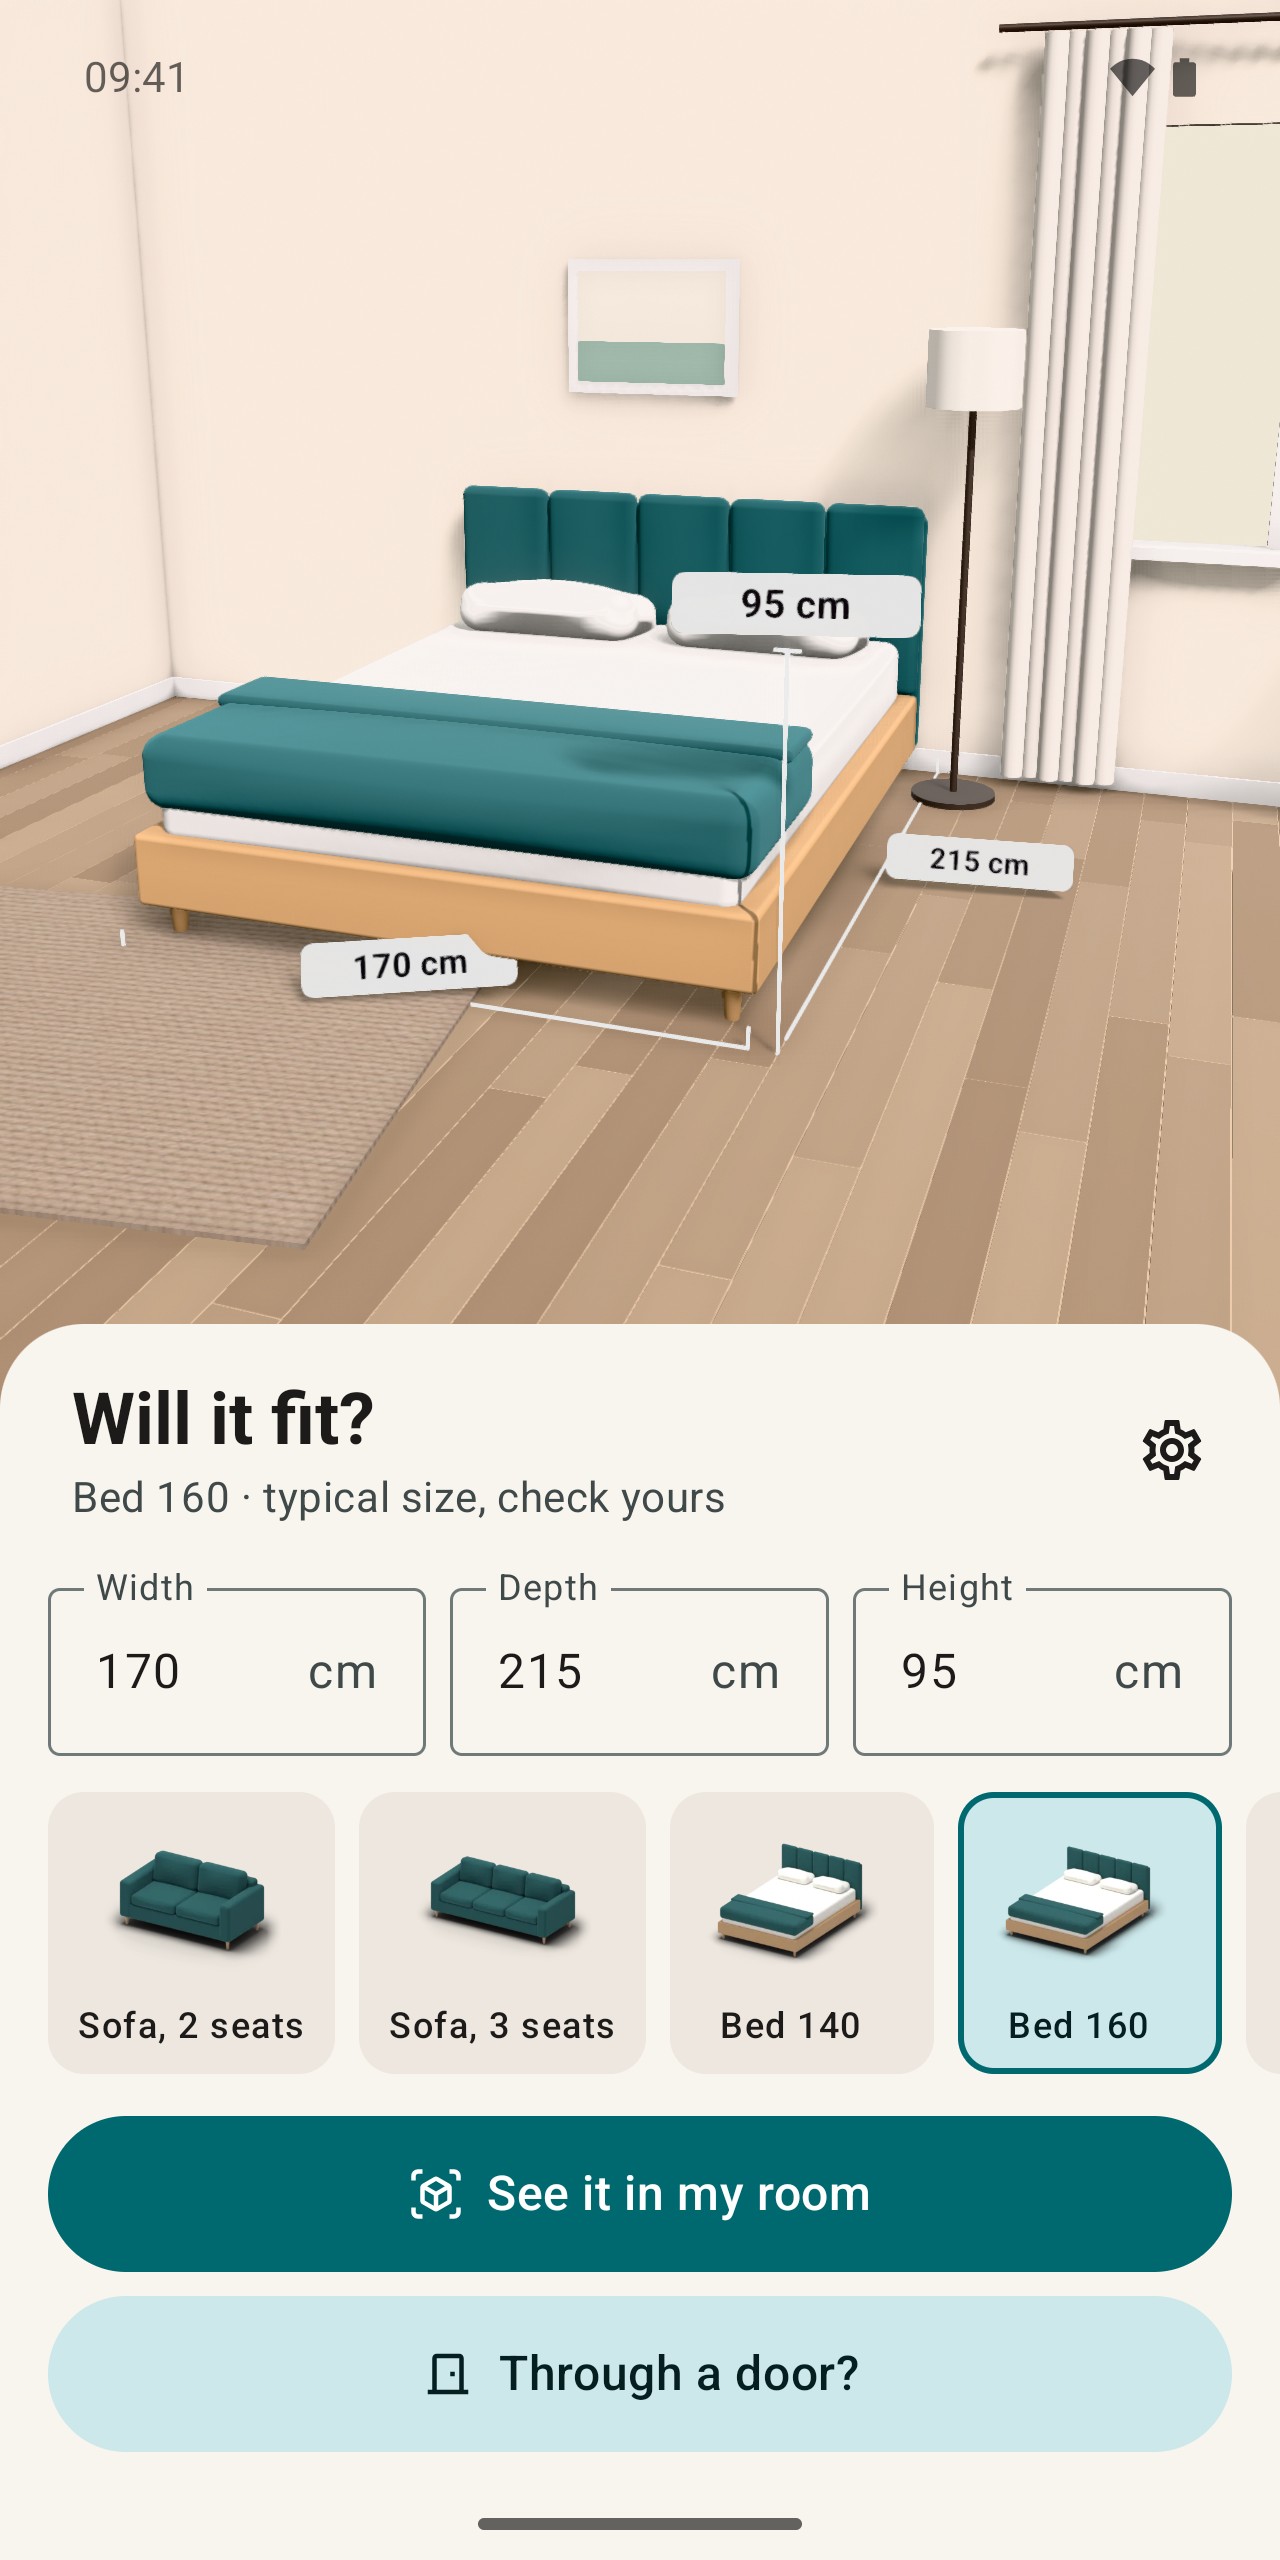 09:41
95 cm
215 cm
170 cm
Will it fit?
Bed 160 · typical size, check yours
Width
Depth
Height
170 cm
215 cm
95 cm
Sofa, 2 seats
Sofa, 3 seats
Bed 140
Bed 160
See it in my room
Through a door?